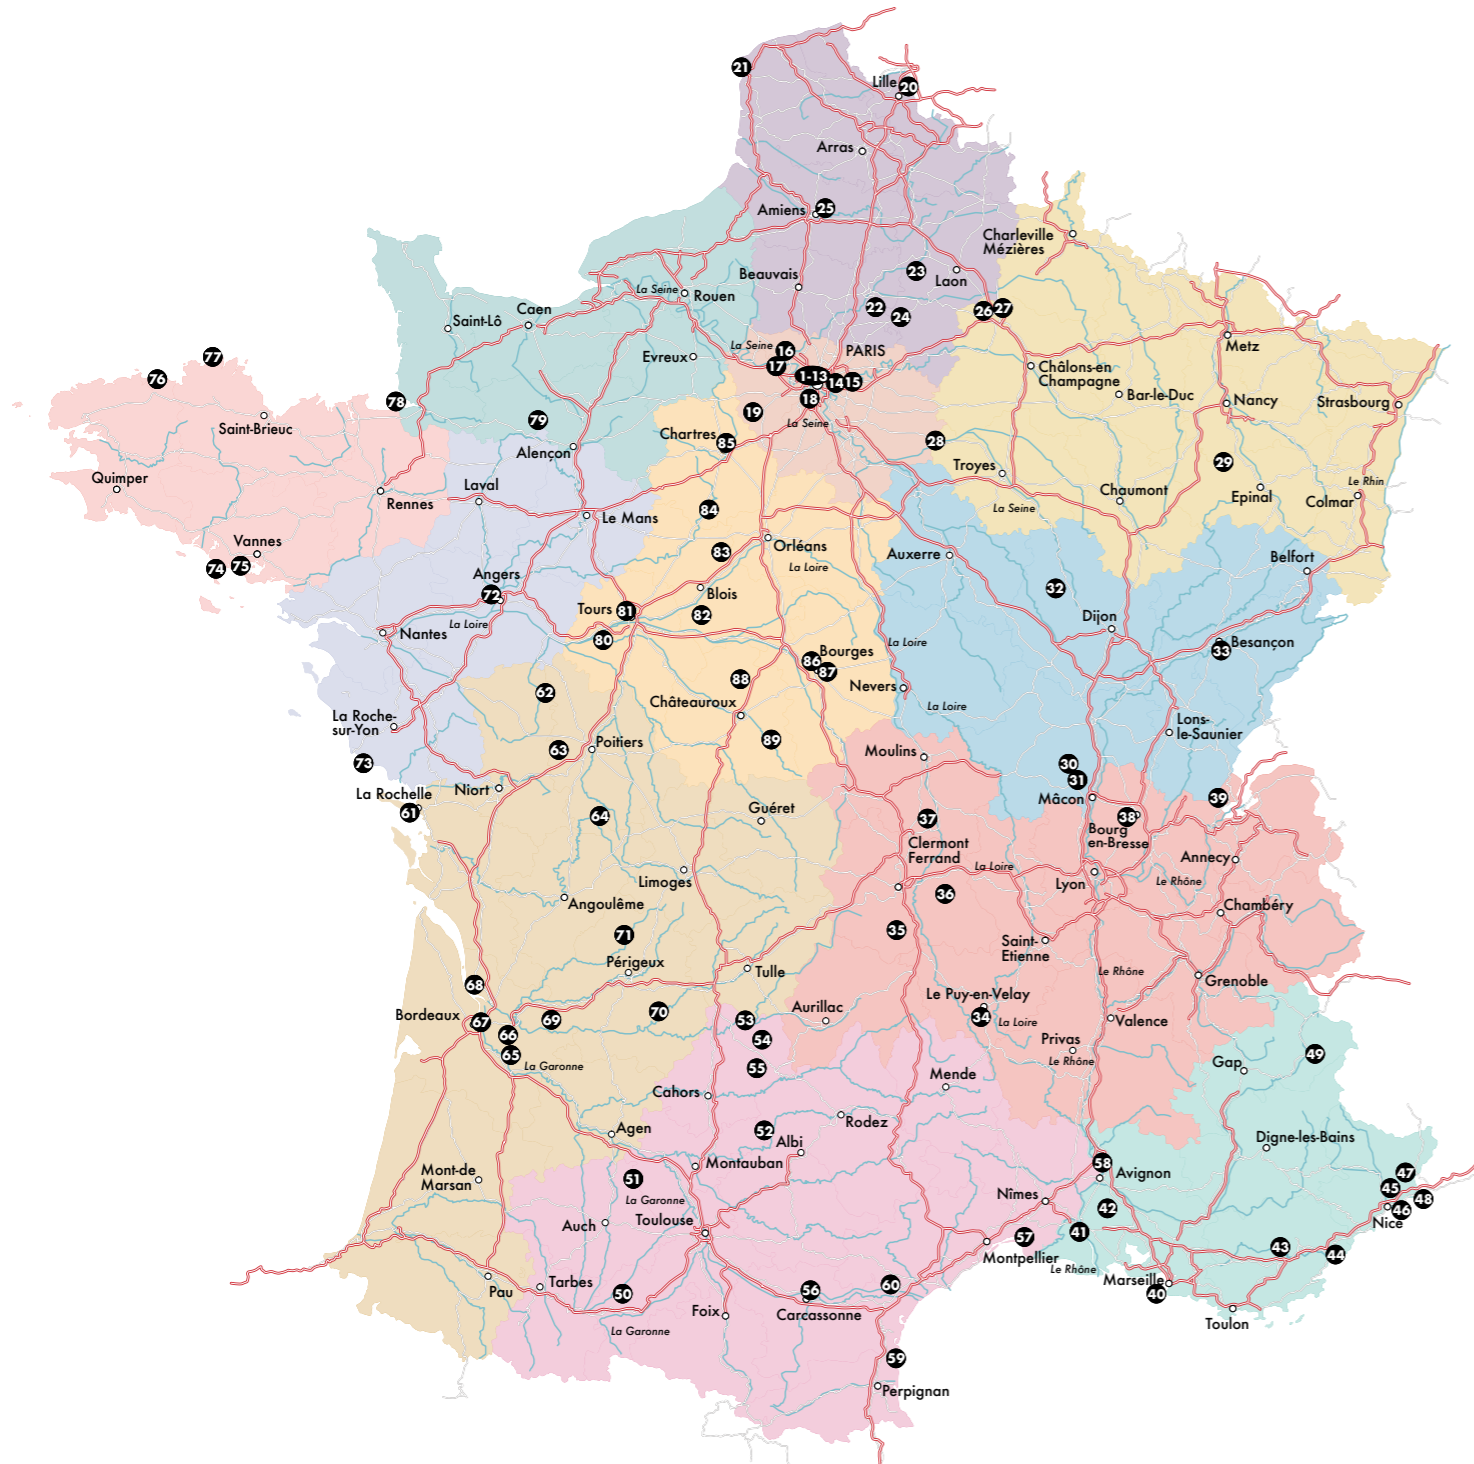 21
Lille
20
Arras
Amiens
25
Charleville
Mézières
Beauvais
23
Laon
La Seine
Rouen
22
24
26
27
Caen
Saint-Lô
Metz
La Seine
16
PARIS
Evreux
17
77
76
1-13
14
15
Châlons-en
Champagne
Bar-le-Duc
Nancy
Strasbourg
78
18
19
La Seine
Saint-Brieuc
79
Chartres
85
28
Alençon
Troyes
29
Quimper
Laval
Rennes
Le Mans
84
Chaumont
La Seine
Epinal
Le Rhin
Colmar
Vannes
74
75
83
Orléans
La Loire
Auxerre
Belfort
Angers
72
Blois
32
Tours
81
82
Dijon
Nantes
La Loire
80
La Loire
Besançon
33
86
Bourges
87
62
88
Nevers
Châteauroux
La Loire
La Roche-
sur-Yon
Lons-
le-Saunier
63
Poitiers
89
Moulins
73
30
31
Niort
Mâcon
39
La Rochelle
61
64
Guéret
37
38
Bourg
en-Bresse
Clermont
Ferrand
La Loire
Annecy
Limoges
36
Lyon
Le Rhône
Angoulême
Chambéry
71
35
Saint-
Etienne
Périgeux
Tulle
Le Rhône
Grenoble
68
Le Puy-en-Velay
Bordeaux
67
66
69
70
53
Aurillac
34
La Loire
Valence
65
La Garonne
54
Privas
Le Rhône
49
55
Gap
Mende
Cahors
Agen
52
Albi
Rodez
Digne-les-Bains
Mont-de
Marsan
51
Montauban
58
Avignon
47
45
48
La Garonne
Nîmes
42
46
Nice
Auch
Toulouse
57
41
Montpellier
43
44
Le Rhône
Tarbes
Pau
50
56
60
Marseille
40
Foix
Carcassonne
Toulon
La Garonne
59
Perpignan